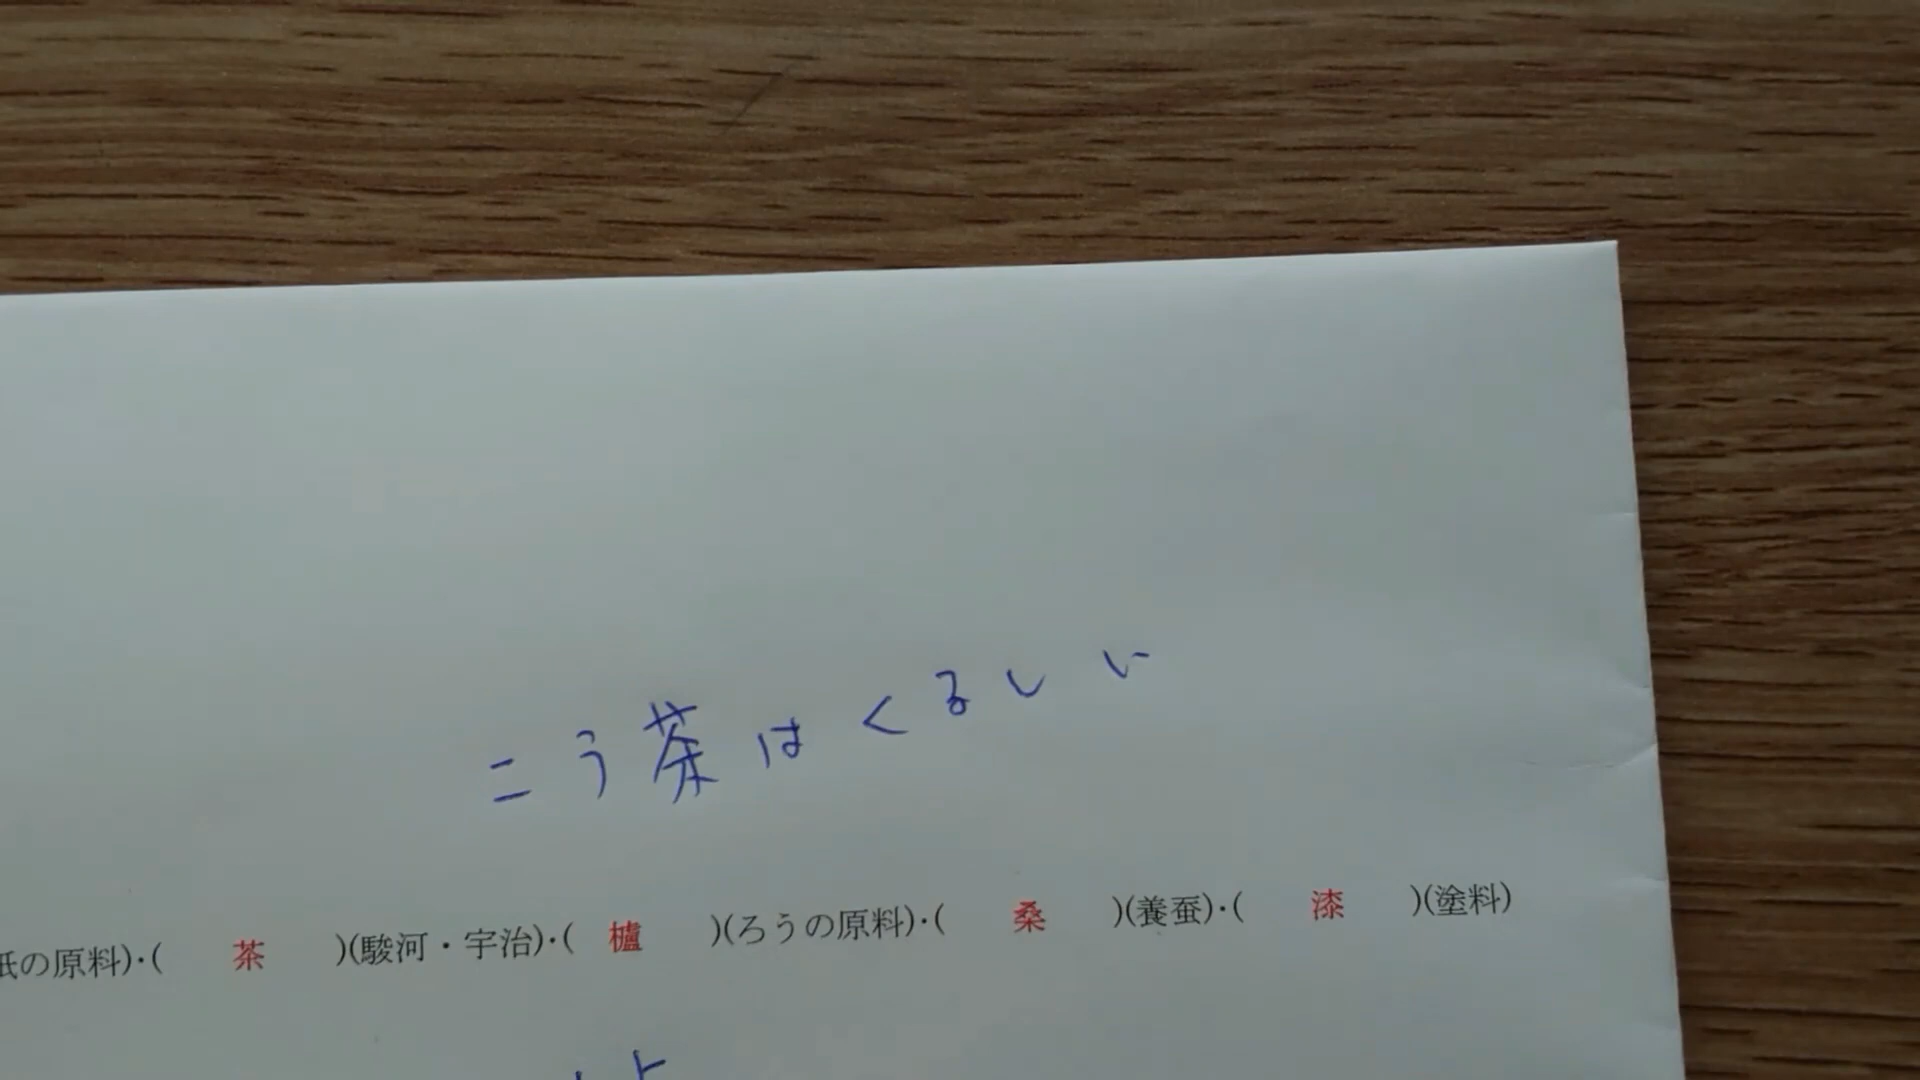 こう茶はくるしい
紙の原料)・( 茶 )(駿河・宇治)・( 樨 )(ろうの原料)・( 桑 )(養蚕)・( 漆 )(塗料)